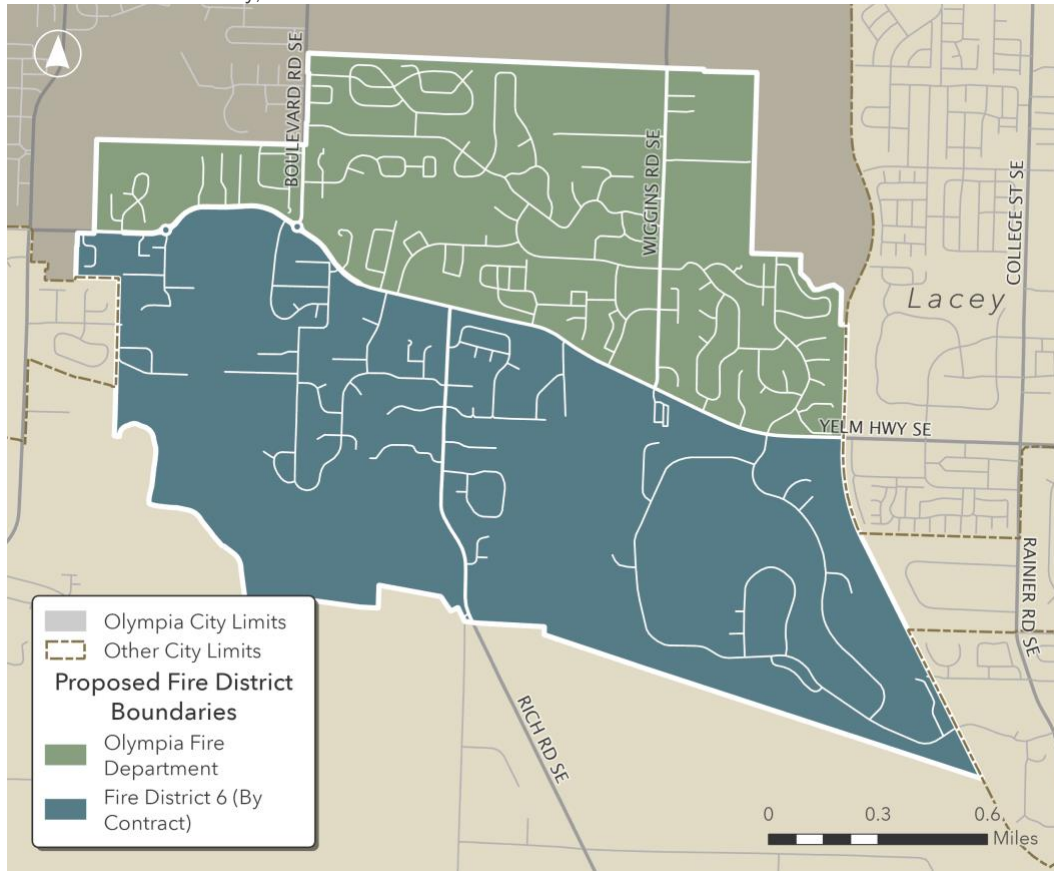 BOULEVARD RD SE
WIGGINS RD SE
COLLEGE ST SE
Lacey
YELM HWY SE
RAINIER RD SE
RICH RD SE
Olympia City Limits
Other City Limits
Proposed Fire District
Boundaries
Olympia Fire
Department
Fire District 6 (By
Contract)
0 0.3 0.6
Miles